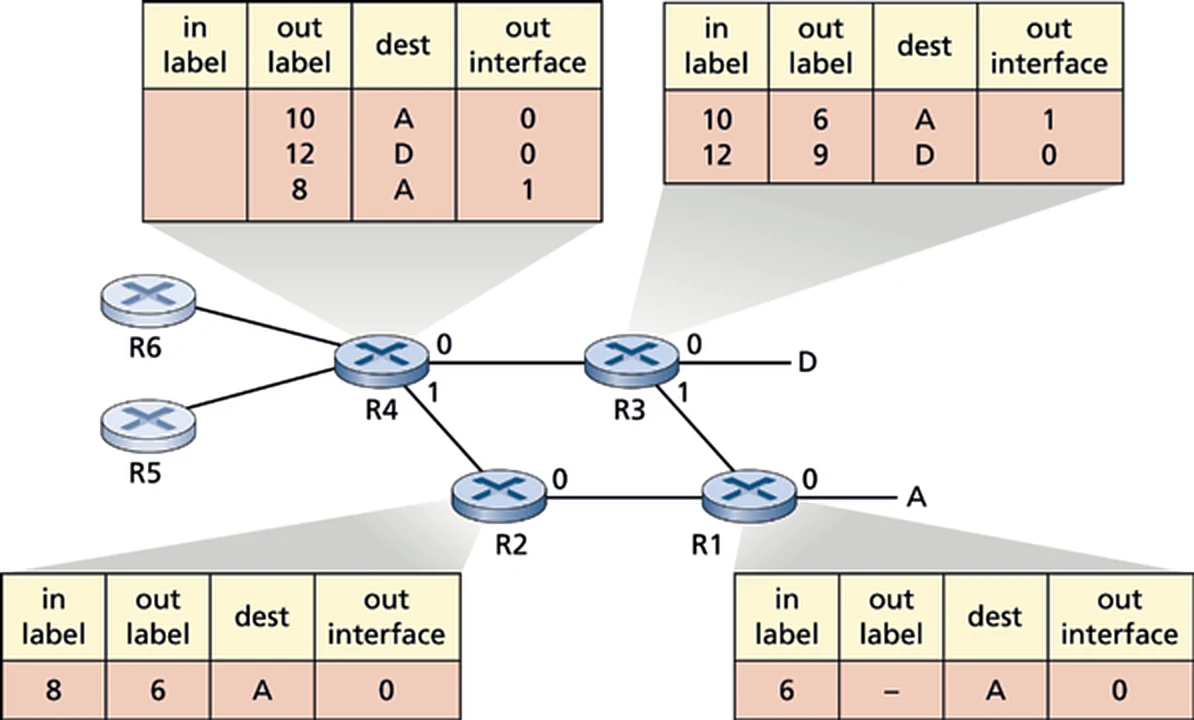 in label out label dest out interface
10 A 0
12 D 0
8 A 1
in label out label dest out interface
10 6 A 1
12 9 D 0
R6
R5
R4
0
1
R3
0
1
D
R2
0
R1
0
A
in label out label dest out interface
8 6 A 0
in label out label dest out interface
6 – A 0